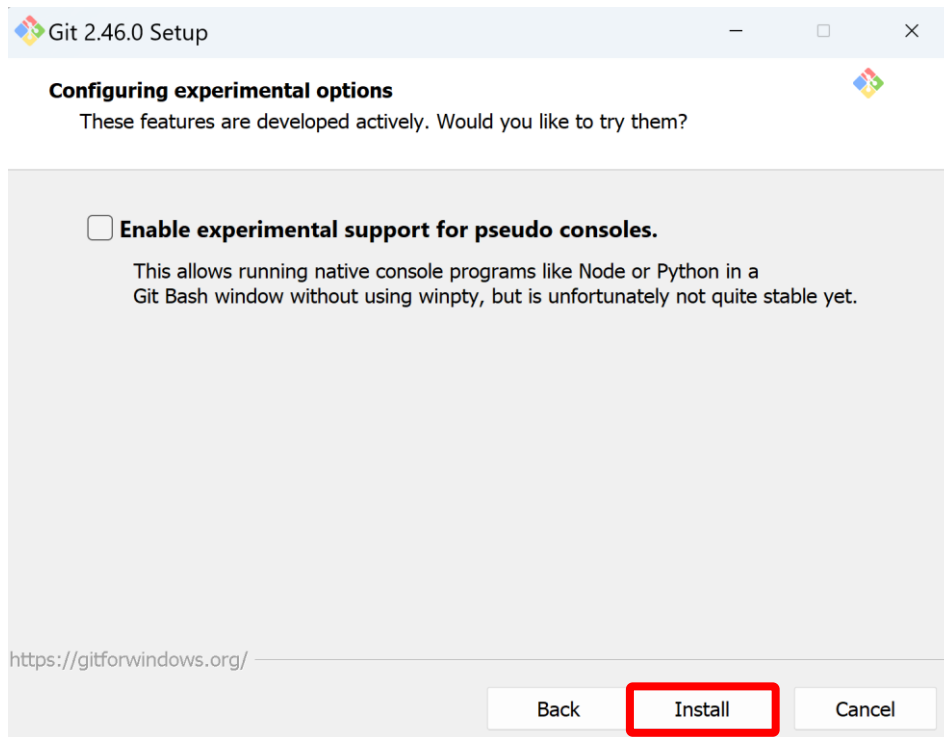 Git 2.46.0 Setup
Configuring experimental options
These features are developed actively. Would you like to try them?
Enable experimental support for pseudo consoles.
This allows running native console programs like Node or Python in a
Git Bash window without using winpty, but is unfortunately not quite stable yet.
https://gitforwindows.org/
Back Install Cancel